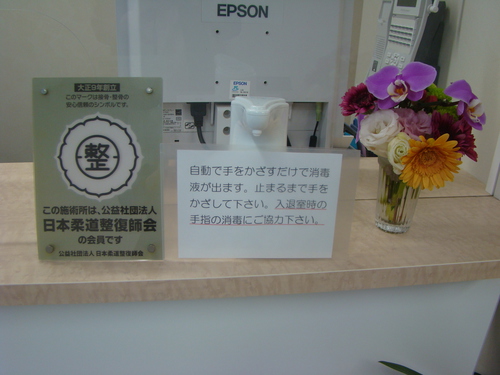 EPSON
大正9年創立
このマークは接骨・整骨の
安心信頼のシンボルです。
整
この施術所は、公益社団法人
日本柔道整復師会
の会員です
公益社団法人 日本柔道整復師会
EPSON
自動で手をかざすだけで消毒
液が出ます。止まるまで手を
かざして下さい。入退室時の
手指の消毒にご協力下さい。